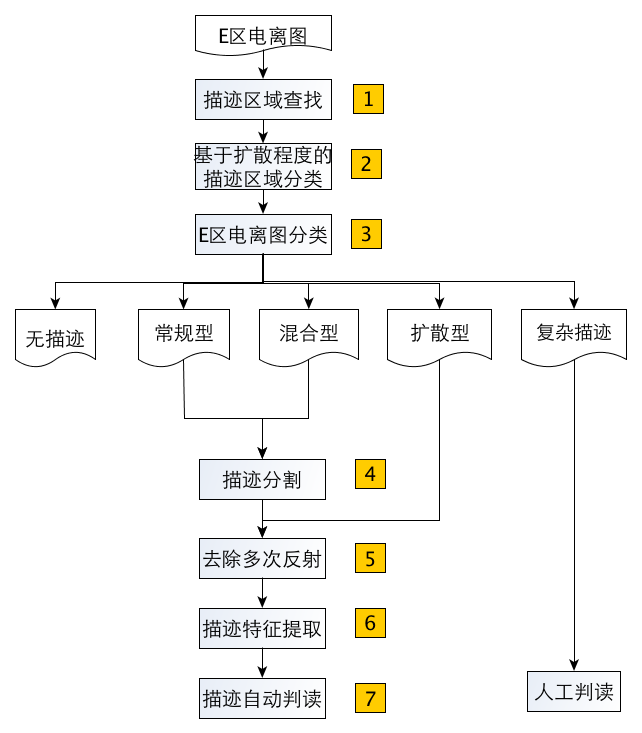 E区电离图
描迹区域查找
1
基于扩散程度的
描迹区域分类
2
E区电离图分类
3
无描迹
常规型
混合型
扩散型
复杂描迹
描迹分割
4
去除多次反射
5
描迹特征提取
6
描迹自动判读
7
人工判读